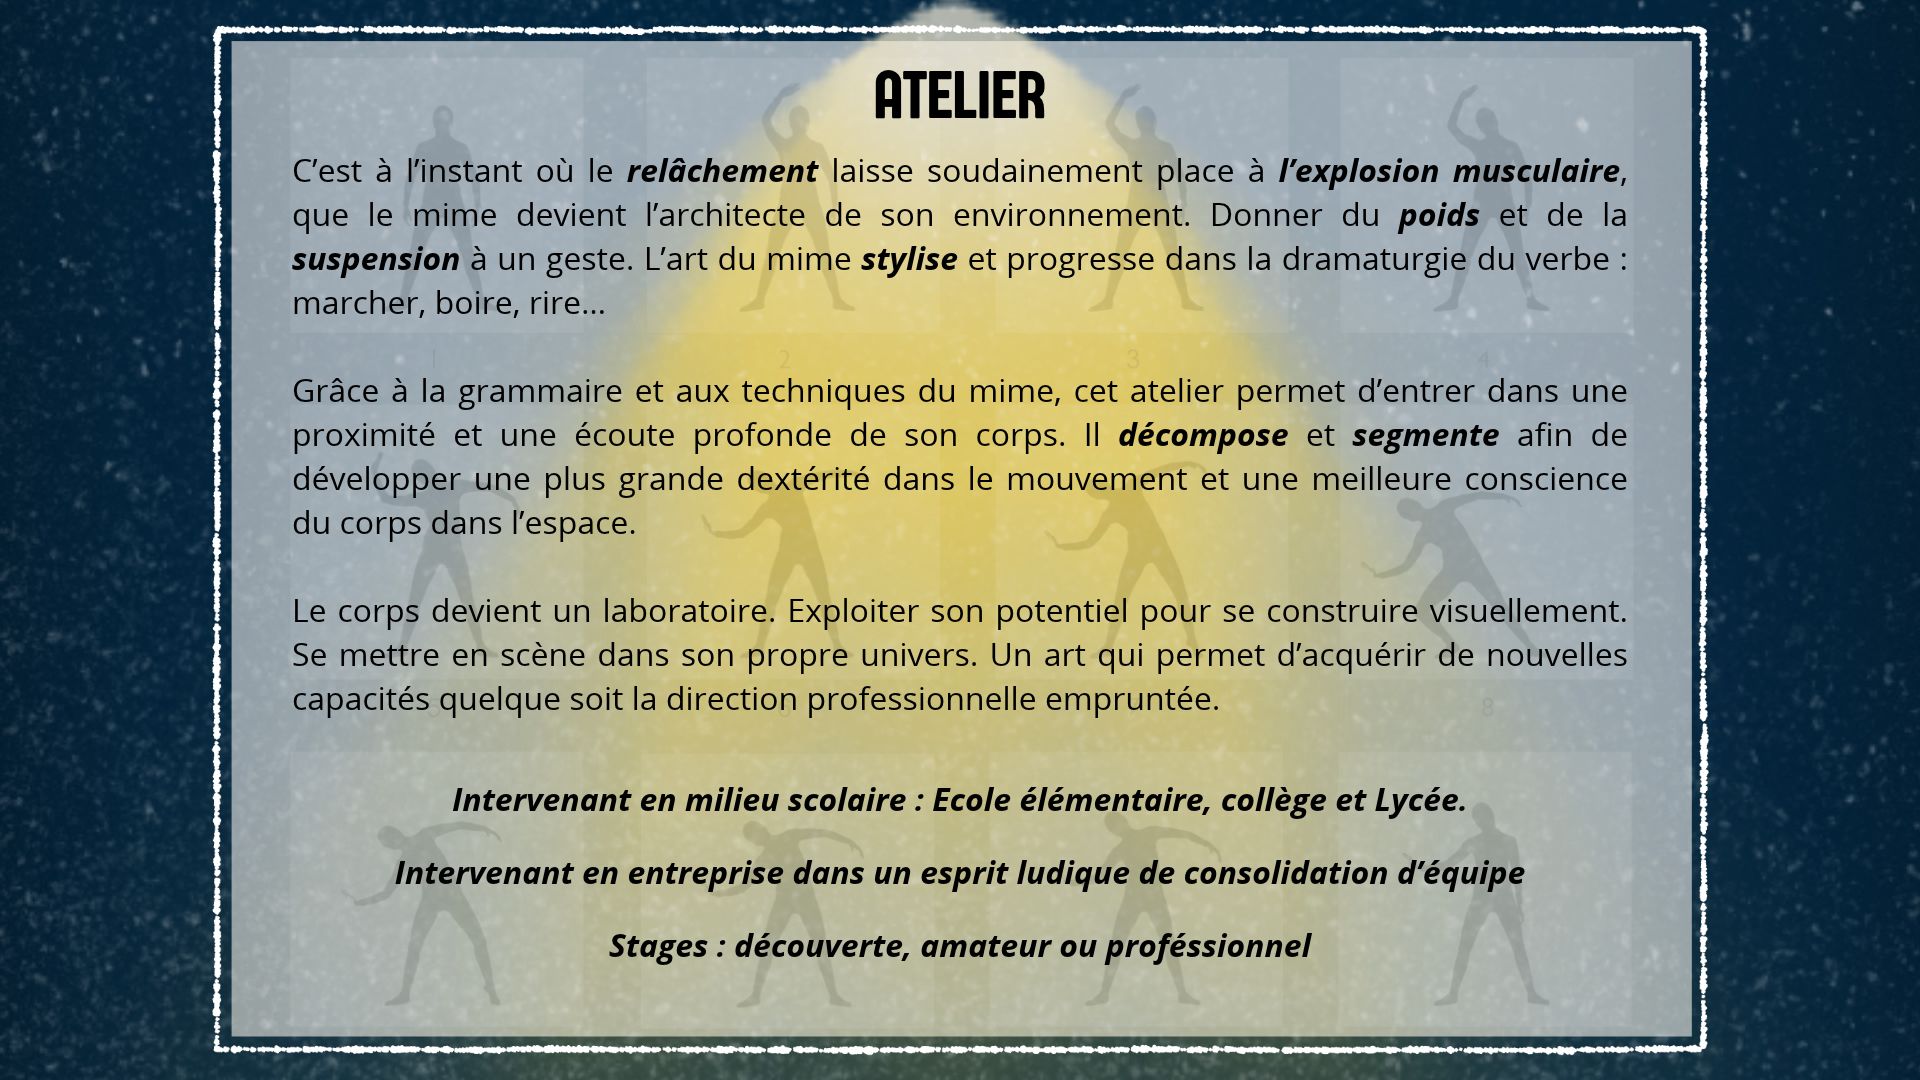 ATELIER
C’est à l’instant où le relâchement laisse soudainement place à l’explosion musculaire,
que le mime devient l’architecte de son environnement. Donner du poids et de la
suspension à un geste. L’art du mime stylise et progresse dans la dramaturgie du verbe :
marcher, boire, rire...
1 2 3 4
Grâce à la grammaire et aux techniques du mime, cet atelier permet d’entrer dans une
proximité et une écoute profonde de son corps. Il décompose et segmente afin de
développer une plus grande dextérité dans le mouvement et une meilleure conscience
du corps dans l’espace.
Le corps devient un laboratoire. Exploiter son potentiel pour se construire visuellement.
Se mettre en scène dans son propre univers. Un art qui permet d’acquérir de nouvelles
capacités quelque soit la direction professionnelle empruntée.
8
Intervenant en milieu scolaire : Ecole élémentaire, collège et Lycée.
Intervenant en entreprise dans un esprit ludique de consolidation d’équipe
Stages : découverte, amateur ou proféssionnel